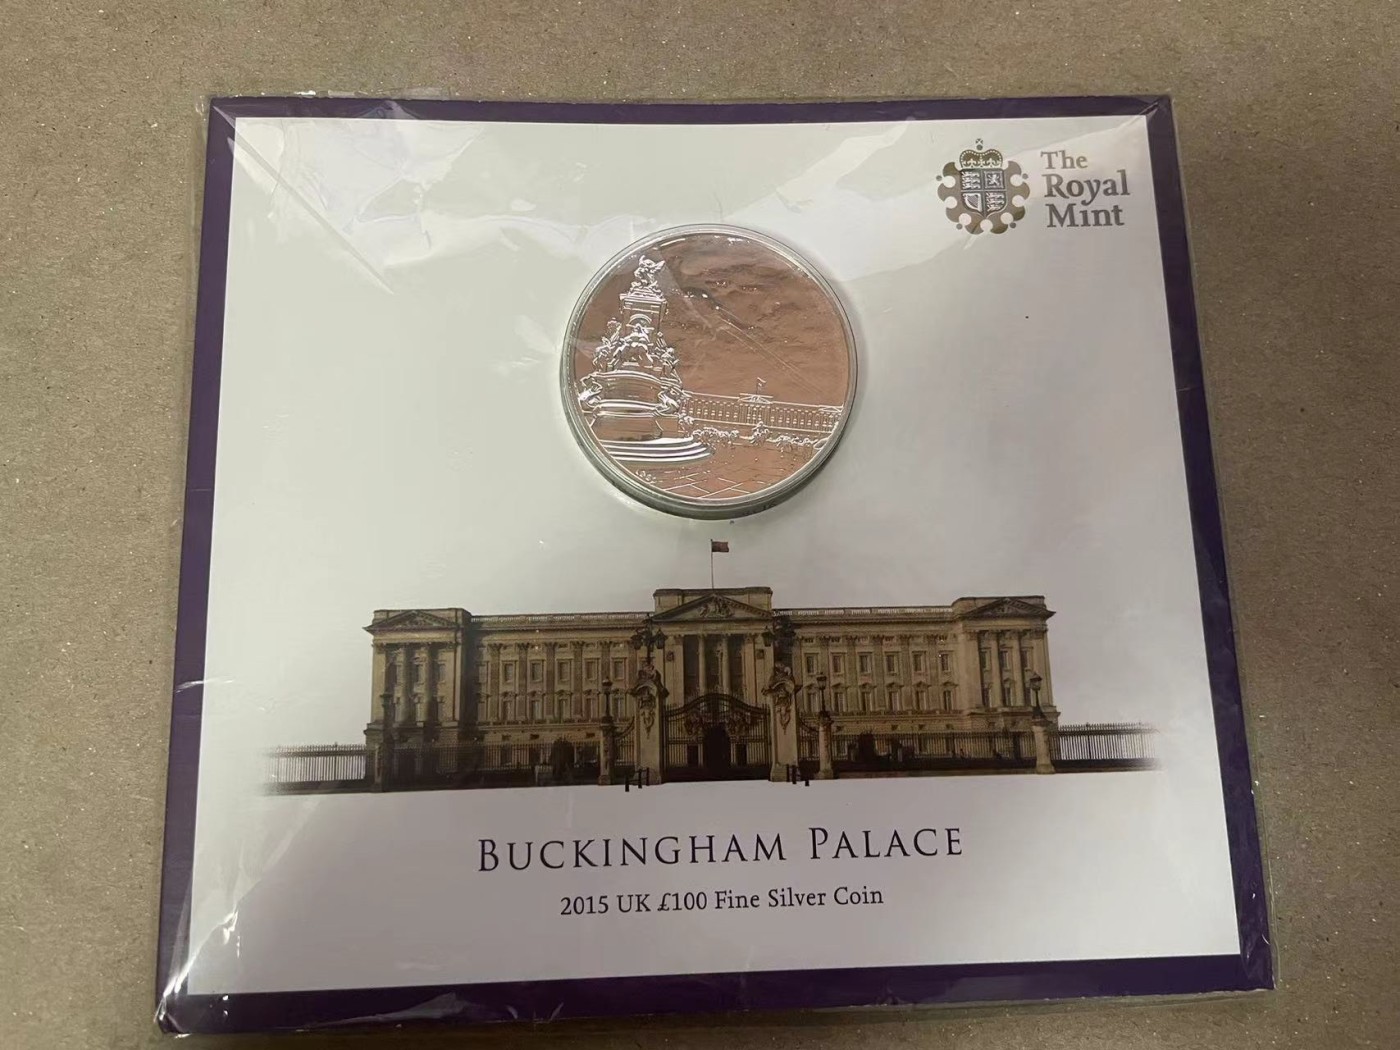 The
Royal
Mint
BUCKINGHAM PALACE
2015 UK £100 Fine Silver Coin